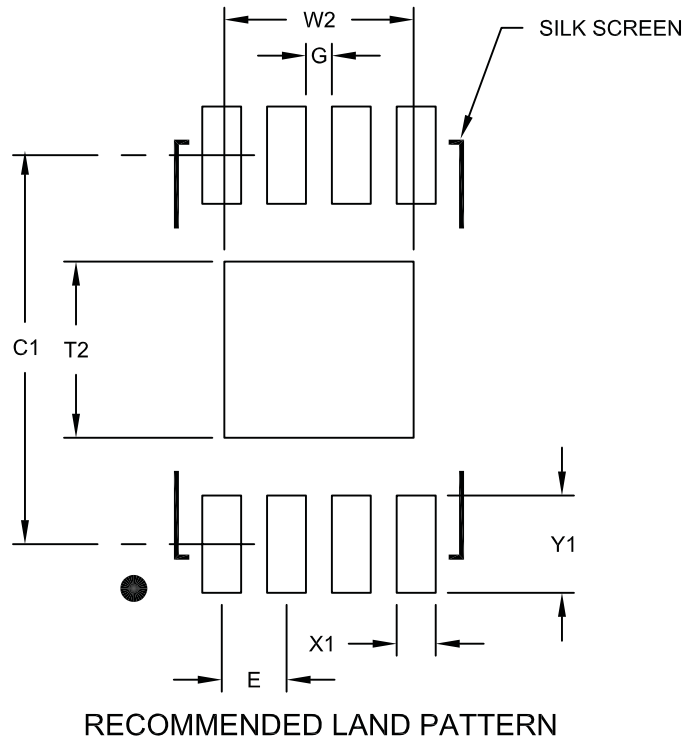 W2
G
SILK SCREEN
C1
T2
Y1
X1
E
RECOMMENDED LAND PATTERN